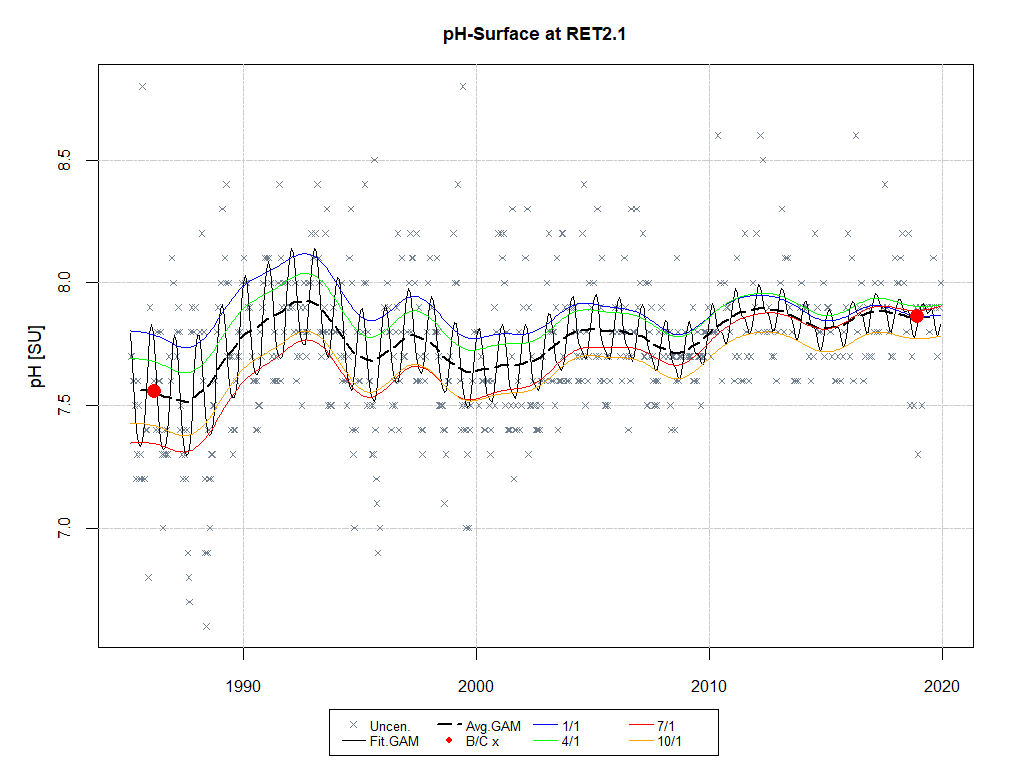 pH-Surface at RET2.1
pH [SU]
8.5
8.0
7.5
7.0
1990 2000 2010 2020
Uncen. Avg.GAM 1/1 7/1
Fit.GAM B/C x 4/1 10/1